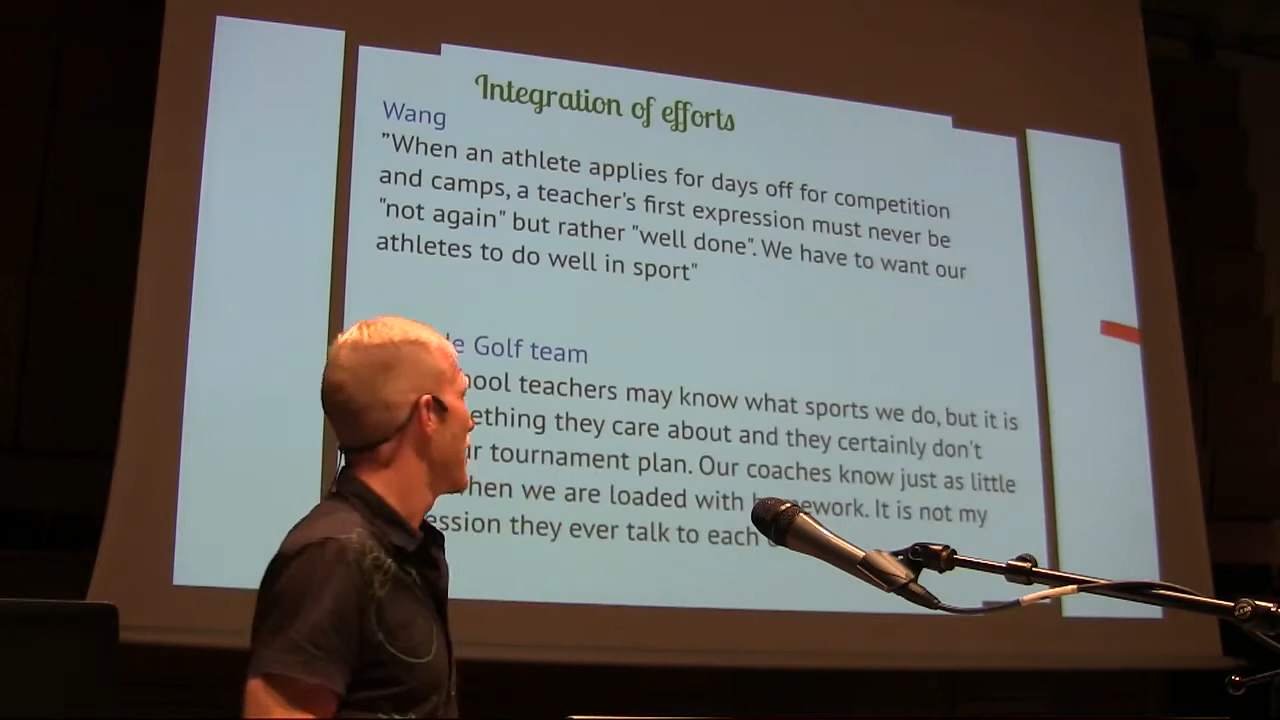 Integration of efforts
Wang
"When an athlete applies for days off for competition
and camps, a teacher's first expression must never be
"not again" but rather "well done". We have to want our
athletes to do well in sport"
Golf team
teachers may know what sports we do, but it is
they care about and they certainly don't
tournament plan. Our coaches know just as little
when we are loaded with It is not my
they ever talk to each